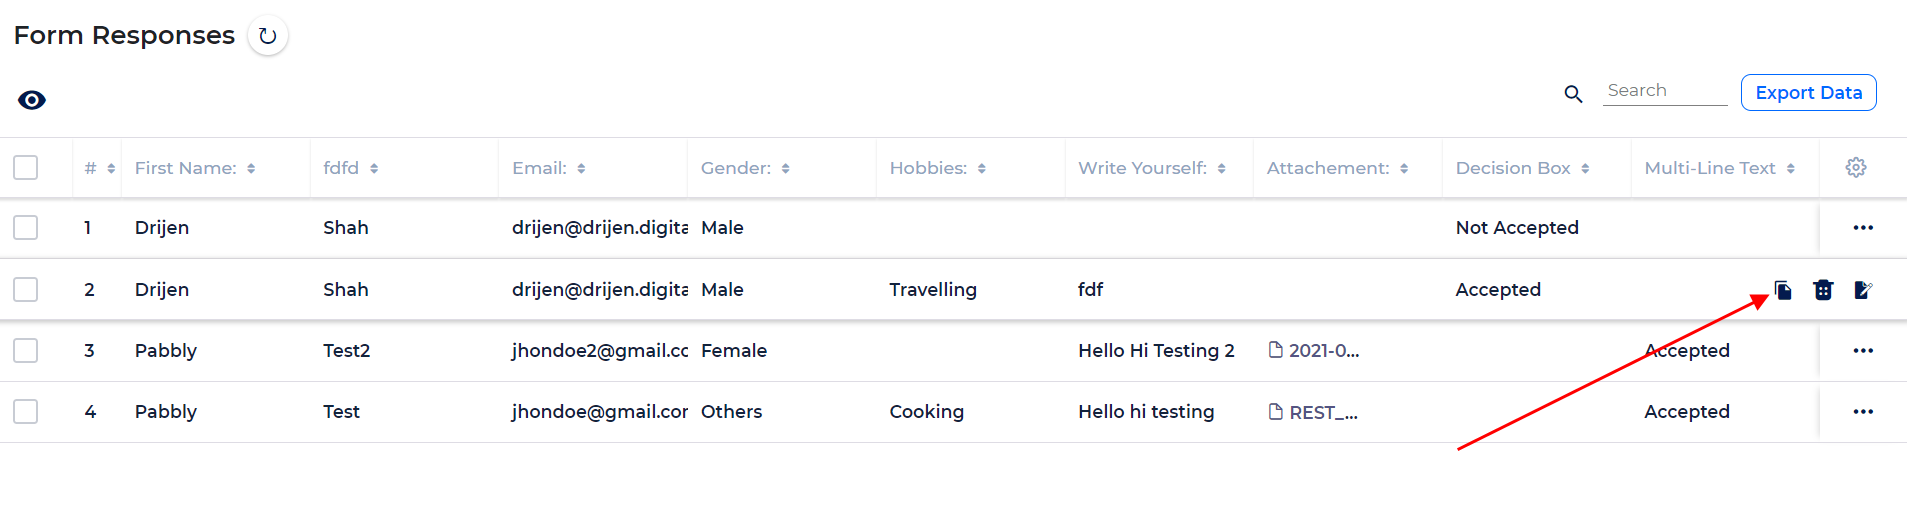 Form Responses
Search Export Data
# First Name: fdfd Email: Gender: Hobbies: Write Yourself: Attachement: Decision Box Multi-Line Text
1 Drijen Shah drijen@drijen.digita Male Not Accepted
2 Drijen Shah drijen@drijen.digita Male Travelling fdf Accepted
3 Pabbly Test2 jhondoe2@gmail.co Female Hello Hi Testing 2 2021-0... Accepted
4 Pabbly Test jhondoe@gmail.cor Others Cooking Hello hi testing REST_... Accepted